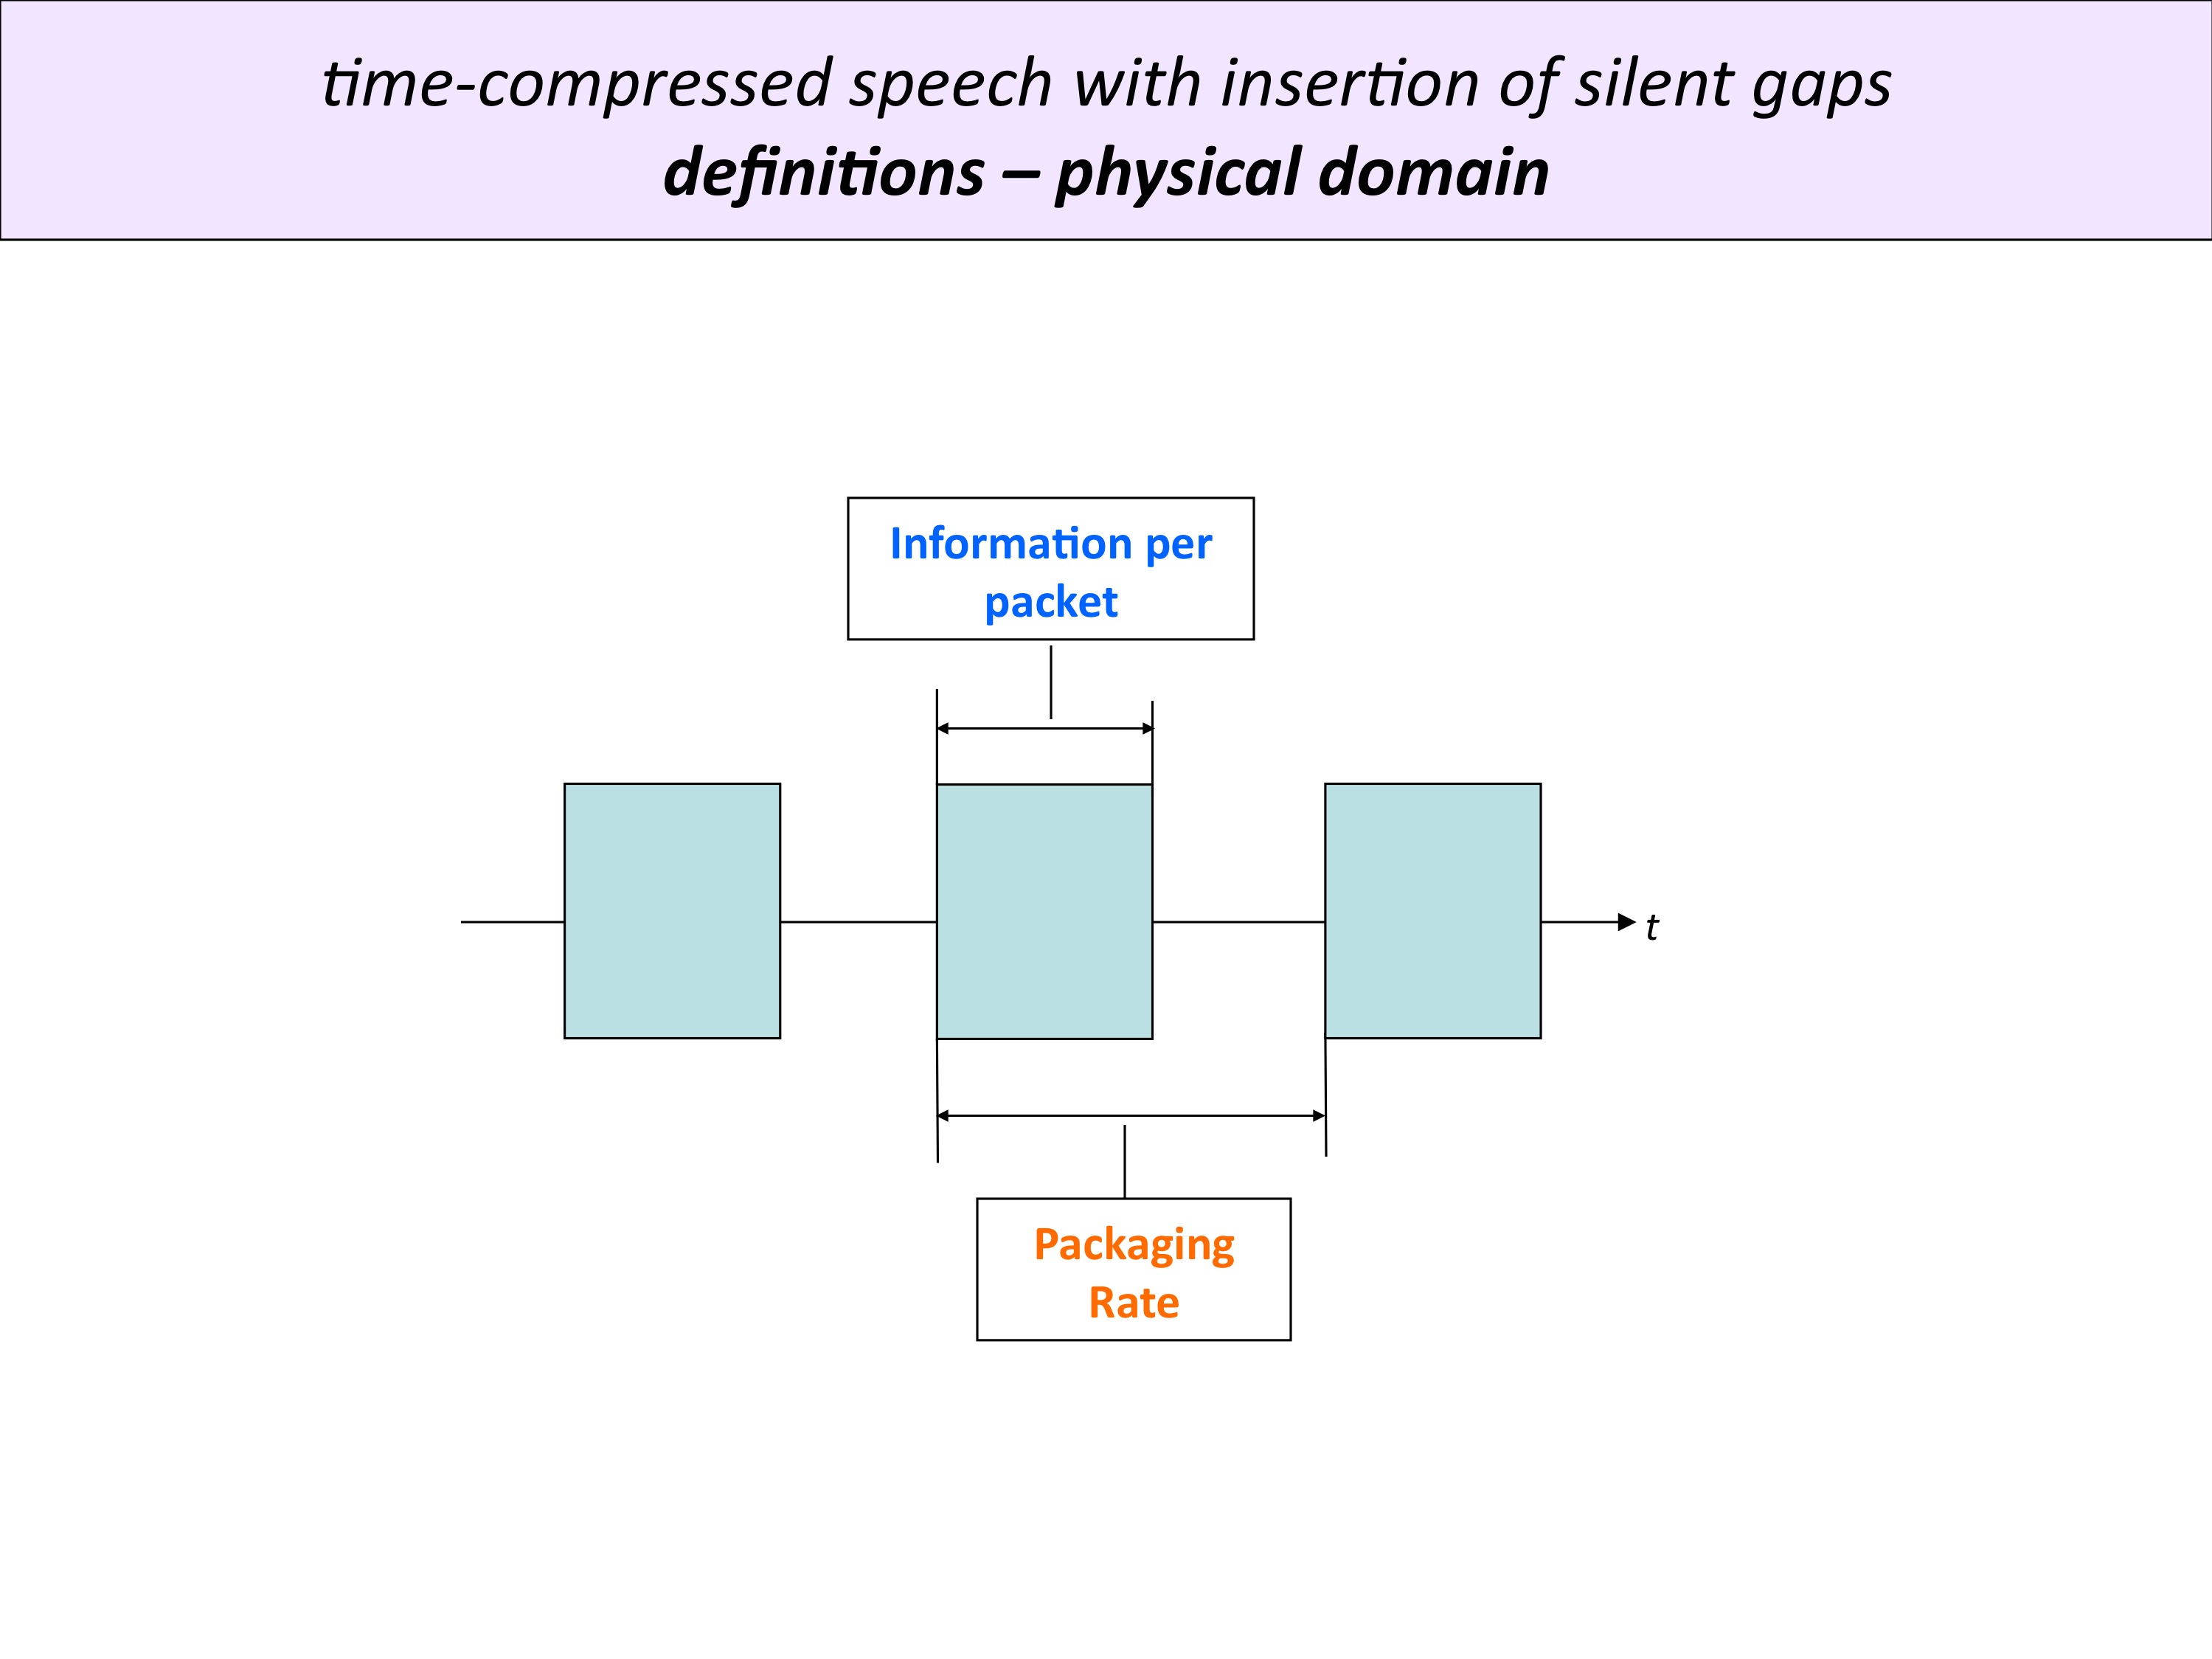 time-compressed speech with insertion of silent gaps
definitions – physical domain
Information per
packet
t
Packaging
Rate